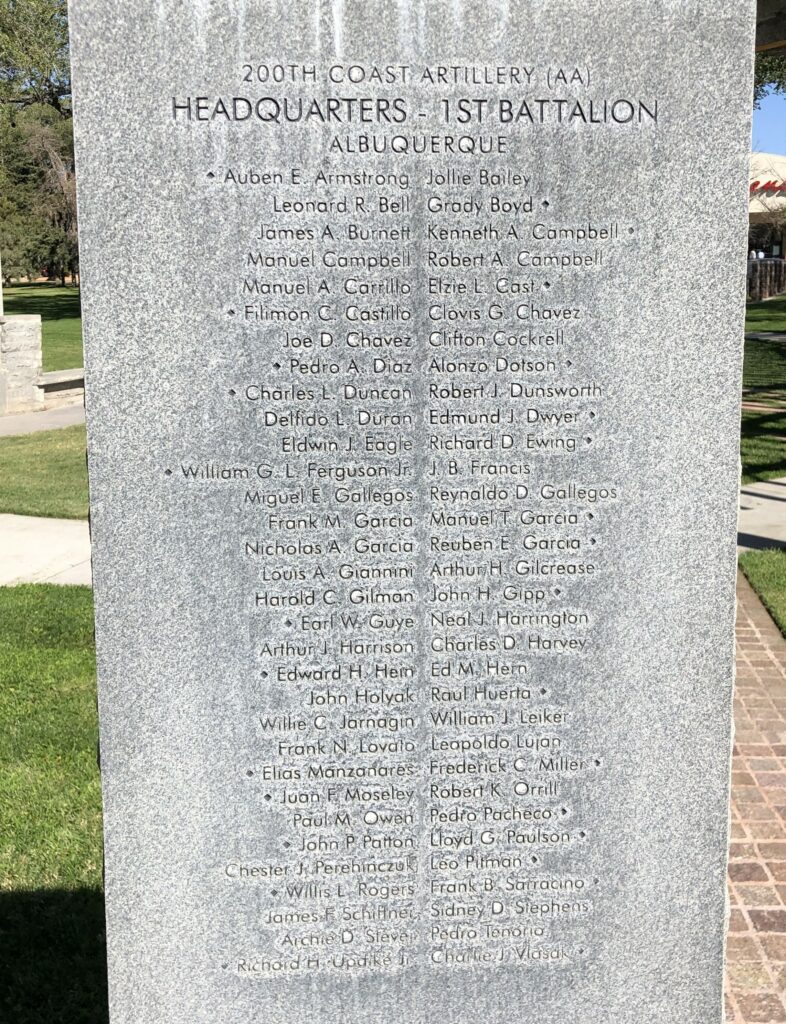 200TH COAST ARTILLERY (AA)
HEADQUARTERS - 1ST BATTALION
ALBUQUERQUE
• Auben E. Armstrong Jollie Bailey
Leonard R. Bell Grady Boyd •
James A. Burnett Kenneth A. Campbell •
Manuel Campbell Robert A. Campbell
Manuel A. Carrillo Elzie L. Cast •
• Filimon C. Castillo Clovis G. Chavez
Joe D. Chavez Clifton Cockrell
• Pedro A. Diaz Alonzo Dotson •
• Charles L. Duncan Robert J. Dunsworth
Delfido L. Duran Edmund J. Dwyer •
Eldwin J. Eagle Richard D. Ewing •
• William G. L. Ferguson Jr. J. B. Francis
Miguel E. Gallegos Reynaldo D. Gallegos
Frank M. Garcia Manuel T. Garcia •
Nicholas A. Garcia Reuben E. Garcia •
Louis A. Giannini Arthur H. Gilcrease
Harold C. Gilman John H. Gipp •
• Earl W. Guye Neal J. Harrington
Arthur J. Harrison Charles D. Harvey
• Edward H. Hein Ed M. Hern
John Holyak Raul Huerta •
Willie C. Jarnagin William J. Leiker
Frank N. Lovato Leapoldo Lujan
• Elias Manzanares Frederick C. Miller •
• Juan F. Moseley Robert K. Orrill
Paul M. Owen Pedro Pacheco •
• John P. Patton Lloyd G. Paulson •
Chester J. Perehinczuk Leo Pitman •
• Willis L. Rogers Frank B. Sarracino •
James F. Schiffner Sidney D. Stephens
Archie D. Pedro Tenorio
• Richard H. Updike Jr. Charlie J. Vlasak •